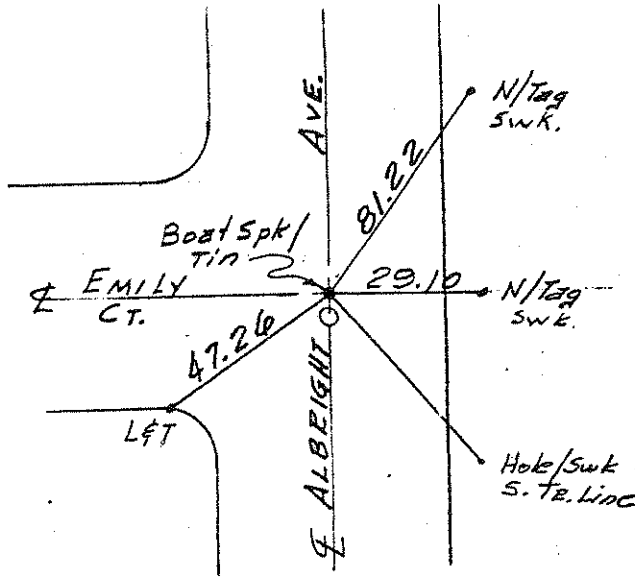 N/Tag
Swk.
AVE.
81.22
Boat Spk/
Tin
29.10
N/Tag
Swk.
℄ EMILY
CT.
47.26
L&T
℄ ALBRIGHT
Hole/Swk
S. Tr. Line